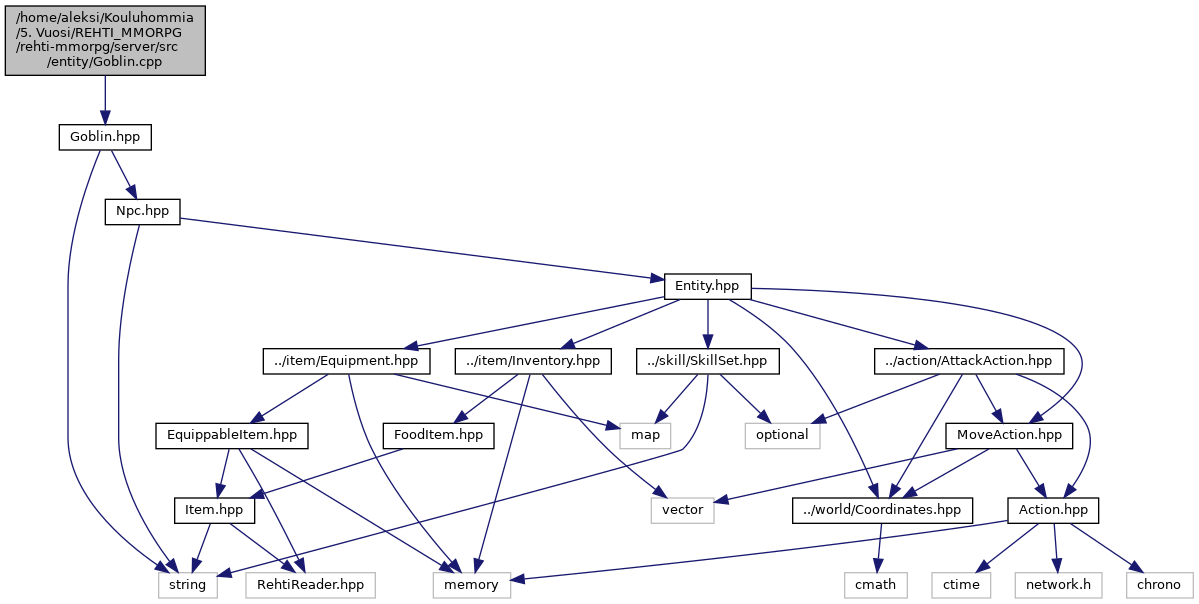 /home/aleksi/Kouluhommia
/5. Vuosi/REHTI_MMORPG
/rehti-mmorpg/server/src
/entity/Goblin.cpp
Goblin.hpp
Npc.hpp
Entity.hpp
../item/Equipment.hpp
../item/Inventory.hpp
../skill/SkillSet.hpp
../action/AttackAction.hpp
EquippableItem.hpp
FoodItem.hpp
map
optional
MoveAction.hpp
Item.hpp
vector
../world/Coordinates.hpp
Action.hpp
string
RehtiReader.hpp
memory
cmath
ctime
network.h
chrono